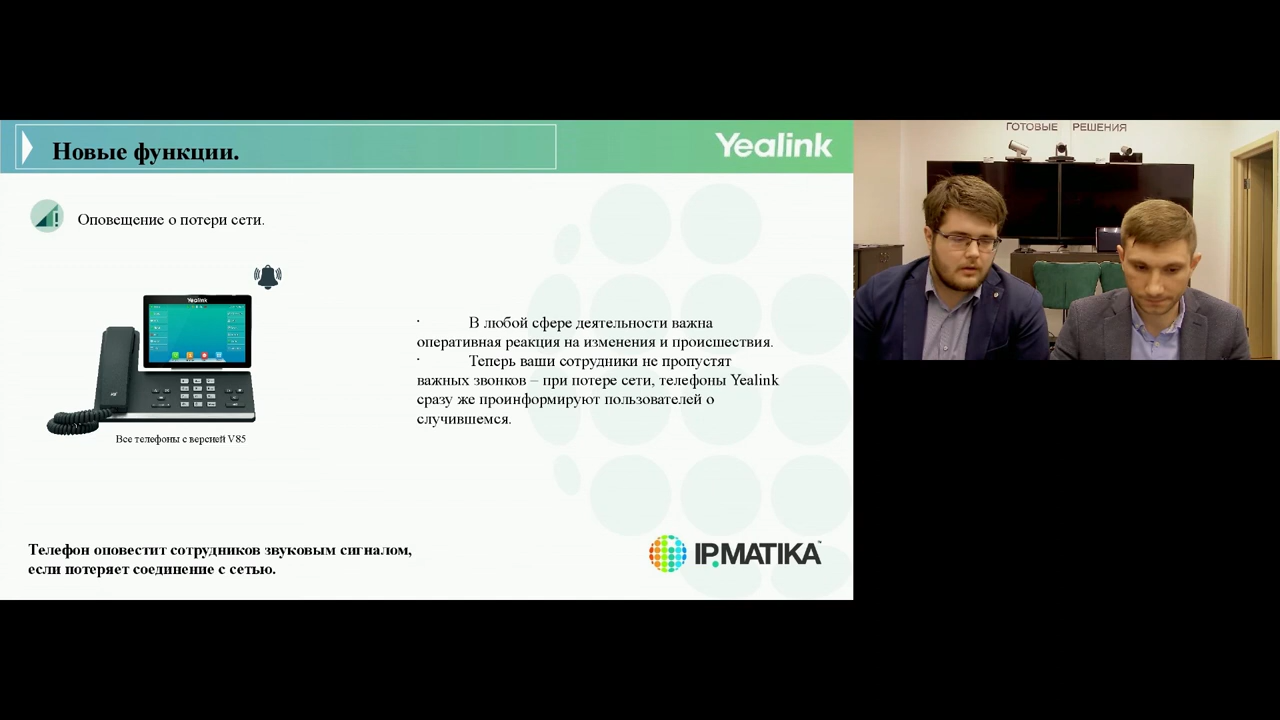 Новые функции.
Yealink
ГОТОВЫЕ РЕШЕНИЯ
Оповещение о потери сети.
Yealink
· В любой сфере деятельности важна
оперативная реакция на изменения и происшествия.
· Теперь ваши сотрудники не пропустят
важных звонков – при потере сети, телефоны Yealink
сразу же проинформируют пользователей о
случившемся.
Все телефоны с версией V85
Телефон оповестит сотрудников звуковым сигналом,
если потеряет соединение с сетью.
IPMATIKA™